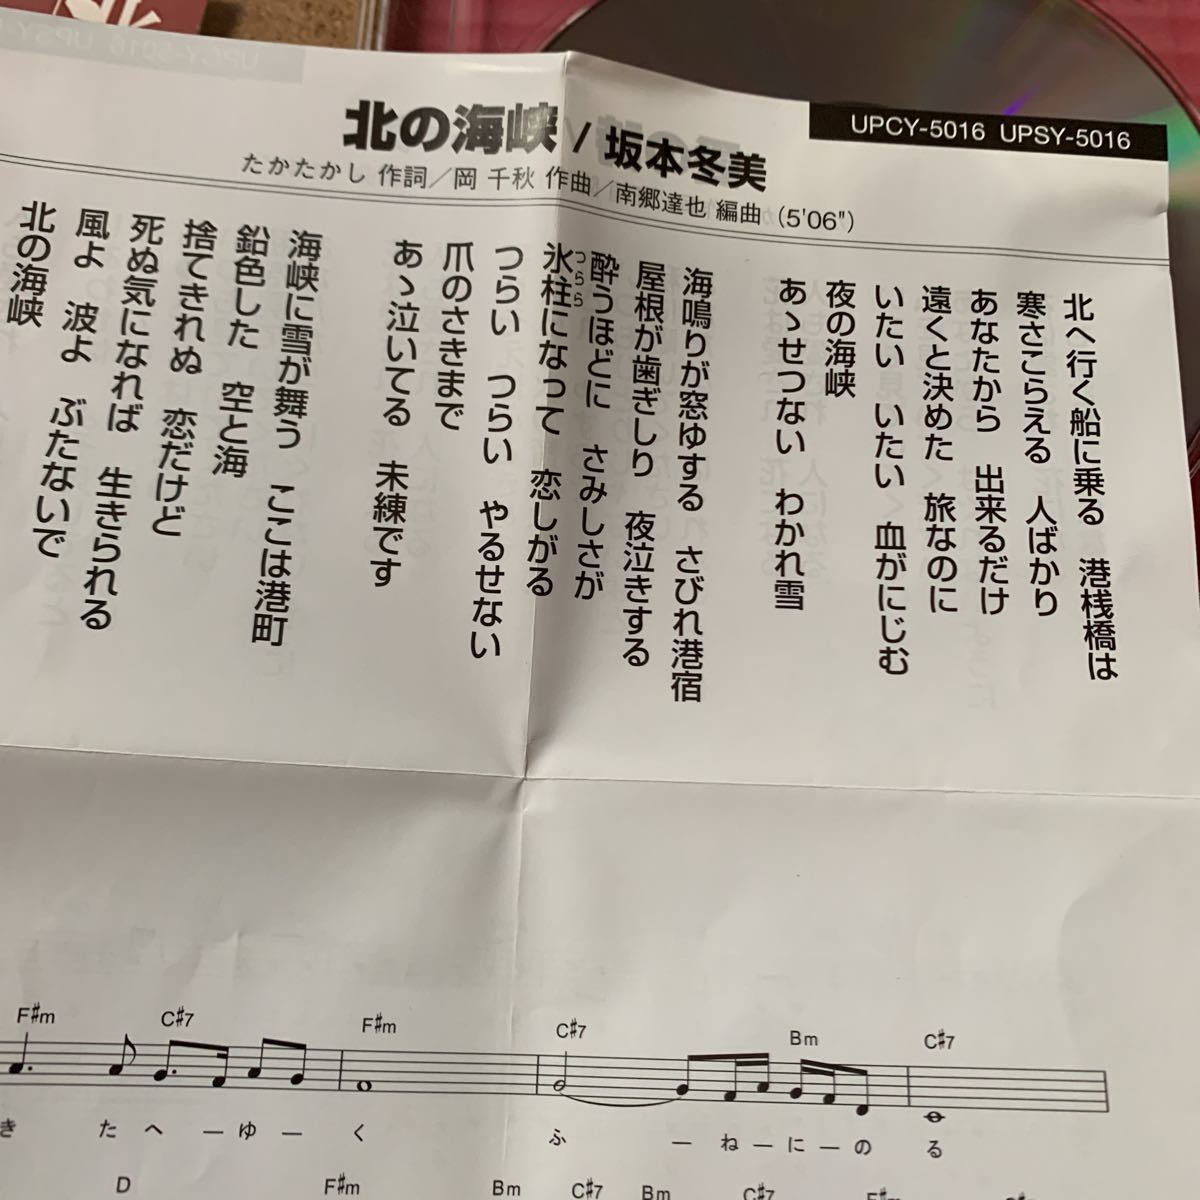 UPCY-5016 UPSY-5016
北の海峡/坂本冬美
たかたかし 作詞／岡 千秋 作曲／南郷達也 編曲 (5'06")
北へ行く船に乗る 港桟橋は
寒さこらえる 人ばかり
あなたから 出来るだけ
遠くと決めた 旅なのに
いたい いたい 血がにじむ
夜の海峡
あゝせつない わかれ雪
海鳴りが窓ゆする さびれ港宿
屋根が歯ぎしり 夜泣きする
酔うほどに さみしさが
つらら
氷柱になって 恋しがる
つらい つらい やるせない
爪のさきまで
あゝ泣いてる 未練です
海峡に雪が舞う ここは港町
鉛色した 空と海
捨てきれぬ 恋だけど
死ぬ気になれば 生きられる
風よ 波よ ぶたないで
北の海峡
F#m C#7 F#m C#7 Bm C#7
き た へ ― ゆ ― く ふ ― ね ― に ― の る
D F#m Bm C#7 Bm C#7 F#m